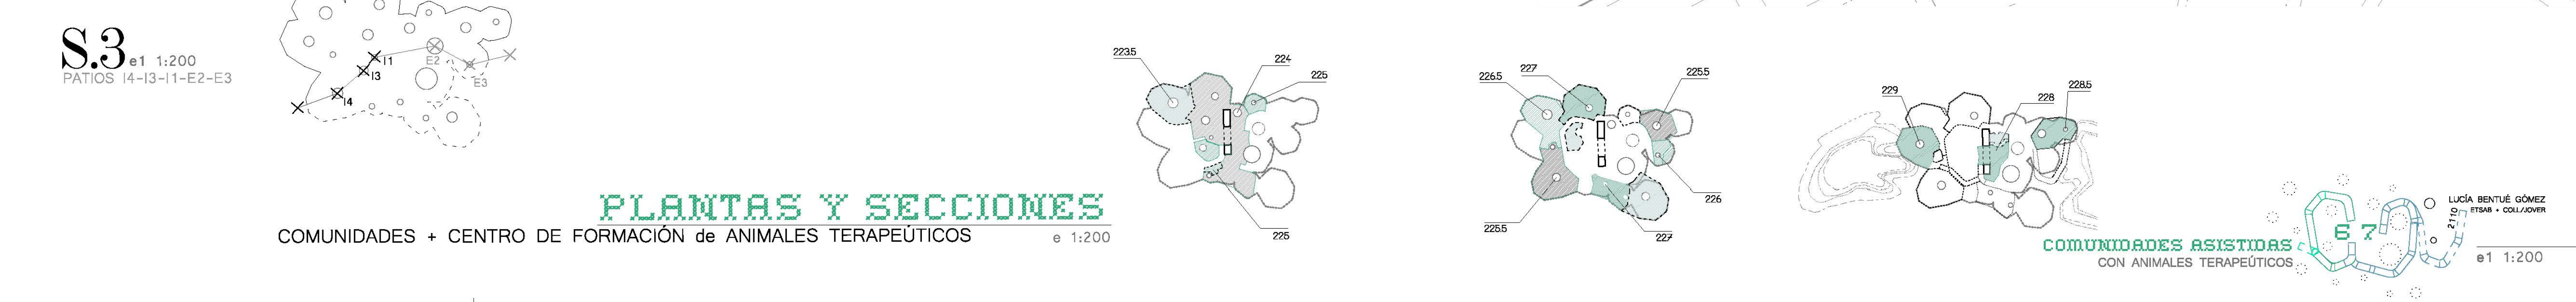 S.3 e1 1:200
PATIOS I4-I3-I1-E2-E3
I1
I3
I4
E2
E3
PLANTAS Y SECCIONES
COMUNIDADES + CENTRO DE FORMACIÓN de ANIMALES TERAPEÚTICOS
e 1:200
223.5
224
225
225
226.5
227
225.5
226
225.5
227
229
228
228.5
LUCÍA BENTUÉ GÓMEZ
ETSAB + COLL/JOVER
2110
67
COMUNIDADES ASISTIDAS
CON ANIMALES TERAPEÚTICOS
e1 1:200